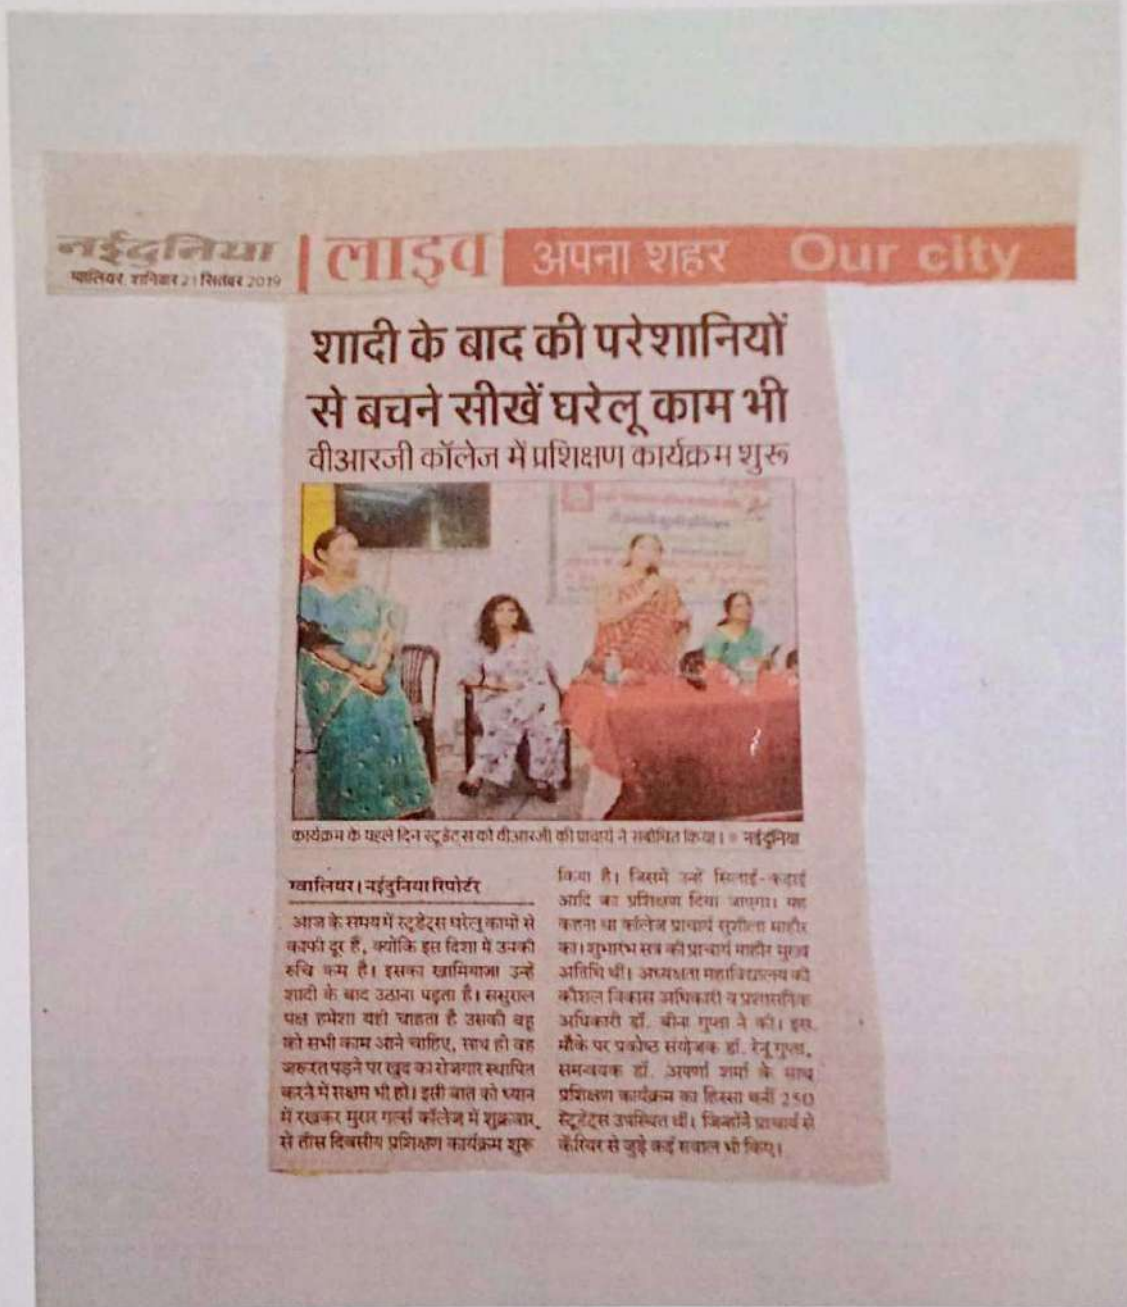 नईदुनिया
ग्वालियर, शनिवार 21 सितंबर 2019
लाइव
अपना शहर Our city
शादी के बाद की परेशानियों
से बचने सीखें घरेलू काम भी
वीआरजी कॉलेज में प्रशिक्षण कार्यक्रम शुरू
कार्यक्रम के पहले दिन स्टूडेंट्स को वीआरजी की प्राचार्य ने संबोधित किया। ● नईदुनिया
ग्वालियर। नईदुनिया रिपोर्टर
आज के समय में स्टूडेंट्स घरेलू कामों से
काफी दूर हैं, क्योंकि इस दिशा में उनकी
रुचि कम है। इसका खामियाजा उन्हें
शादी के बाद उठाना पड़ता है। ससुराल
पक्ष हमेशा यही चाहता है उसकी बहू
को सभी काम आने चाहिए, साथ ही वह
जरूरत पड़ने पर खुद का रोजगार स्थापित
करने में सक्षम भी हो। इसी बात को ध्यान
में रखकर मुरार गर्ल्स कॉलेज में शुक्रवार
से तीस दिवसीय प्रशिक्षण कार्यक्रम शुरू
किया है। जिसमें उन्हें सिलाई-कढ़ाई
आदि का प्रशिक्षण दिया जाएगा। यह
कहना था कॉलेज प्राचार्य सुशीला माहौर
का। शुभारंभ सत्र की प्राचार्य माहौर मुख्य
अतिथि थीं। अध्यक्षता महाविद्यालय की
कौशल विकास अधिकारी व प्रशासनिक
अधिकारी डॉ. बीना गुप्ता ने की। इस
मौके पर प्रकोष्ठ संयोजक डॉ. रेनू गुप्ता,
समन्वयक डॉ. अपर्णा शर्मा के साथ
प्रशिक्षण कार्यक्रम का हिस्सा बनीं 250
स्टूडेंट्स उपस्थित थीं। जिन्होंने प्राचार्य से
कॅरियर से जुड़े कई सवाल भी किए।